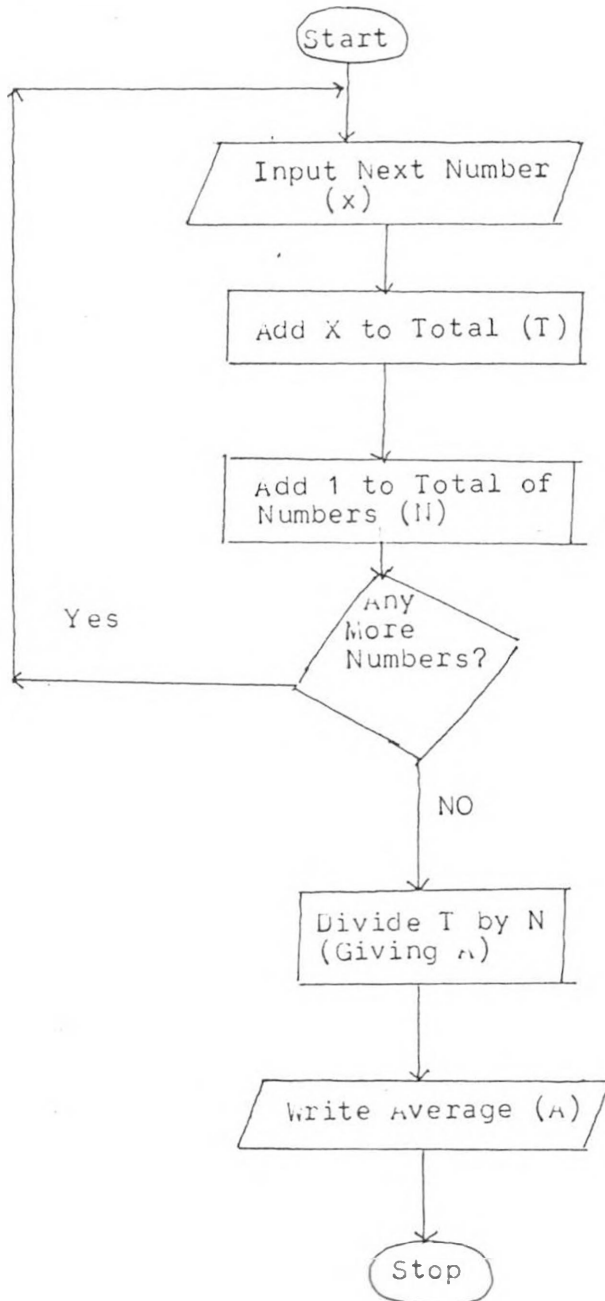 Start
Input Next Number
(x)
Add X to Total (T)
Add 1 to Total of
Numbers (N)
Any
More
Numbers?
Yes
NO
Divide T by N
(Giving A)
Write Average (A)
Stop